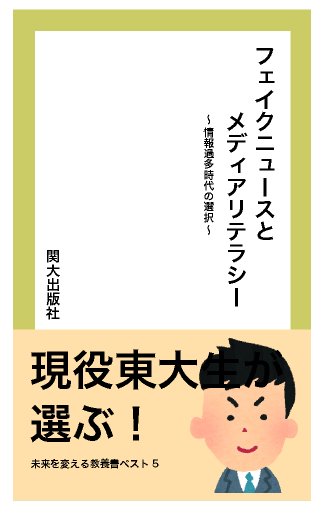 フェイクニュースと
メディアリテラシー
～情報過多時代の選択～
関大出版社
現役東大生が
選ぶ！
未来を変える教養書ベスト５